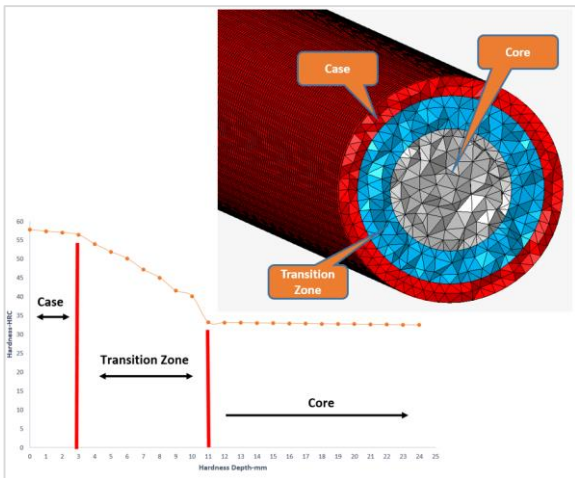 Case
Core
Transition
Zone
60
55
50
45
40
35
30
25
20
15
10
5
0
Hardness-HRC
Case
Transition Zone
Core
0 1 2 3 4 5 6 7 8 9 10 11 12 13 14 15 16 17 18 19 20 21 22 23 24 25
Hardness Depth-mm